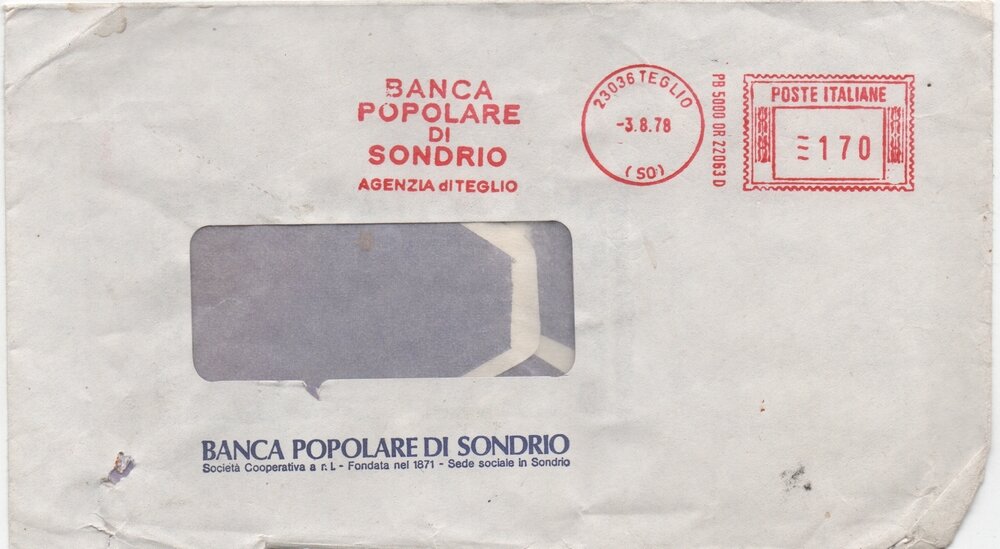 BANCA
POPOLARE
DI
SONDRIO
AGENZIA di TEGLIO
23036 TEGLIO
-3.8.78
(SO)
PB 5000 OR 22063 D
POSTE ITALIANE
170
BANCA POPOLARE DI SONDRIO
Società Cooperativa a r. l. - Fondata nel 1871 - Sede sociale in Sondrio